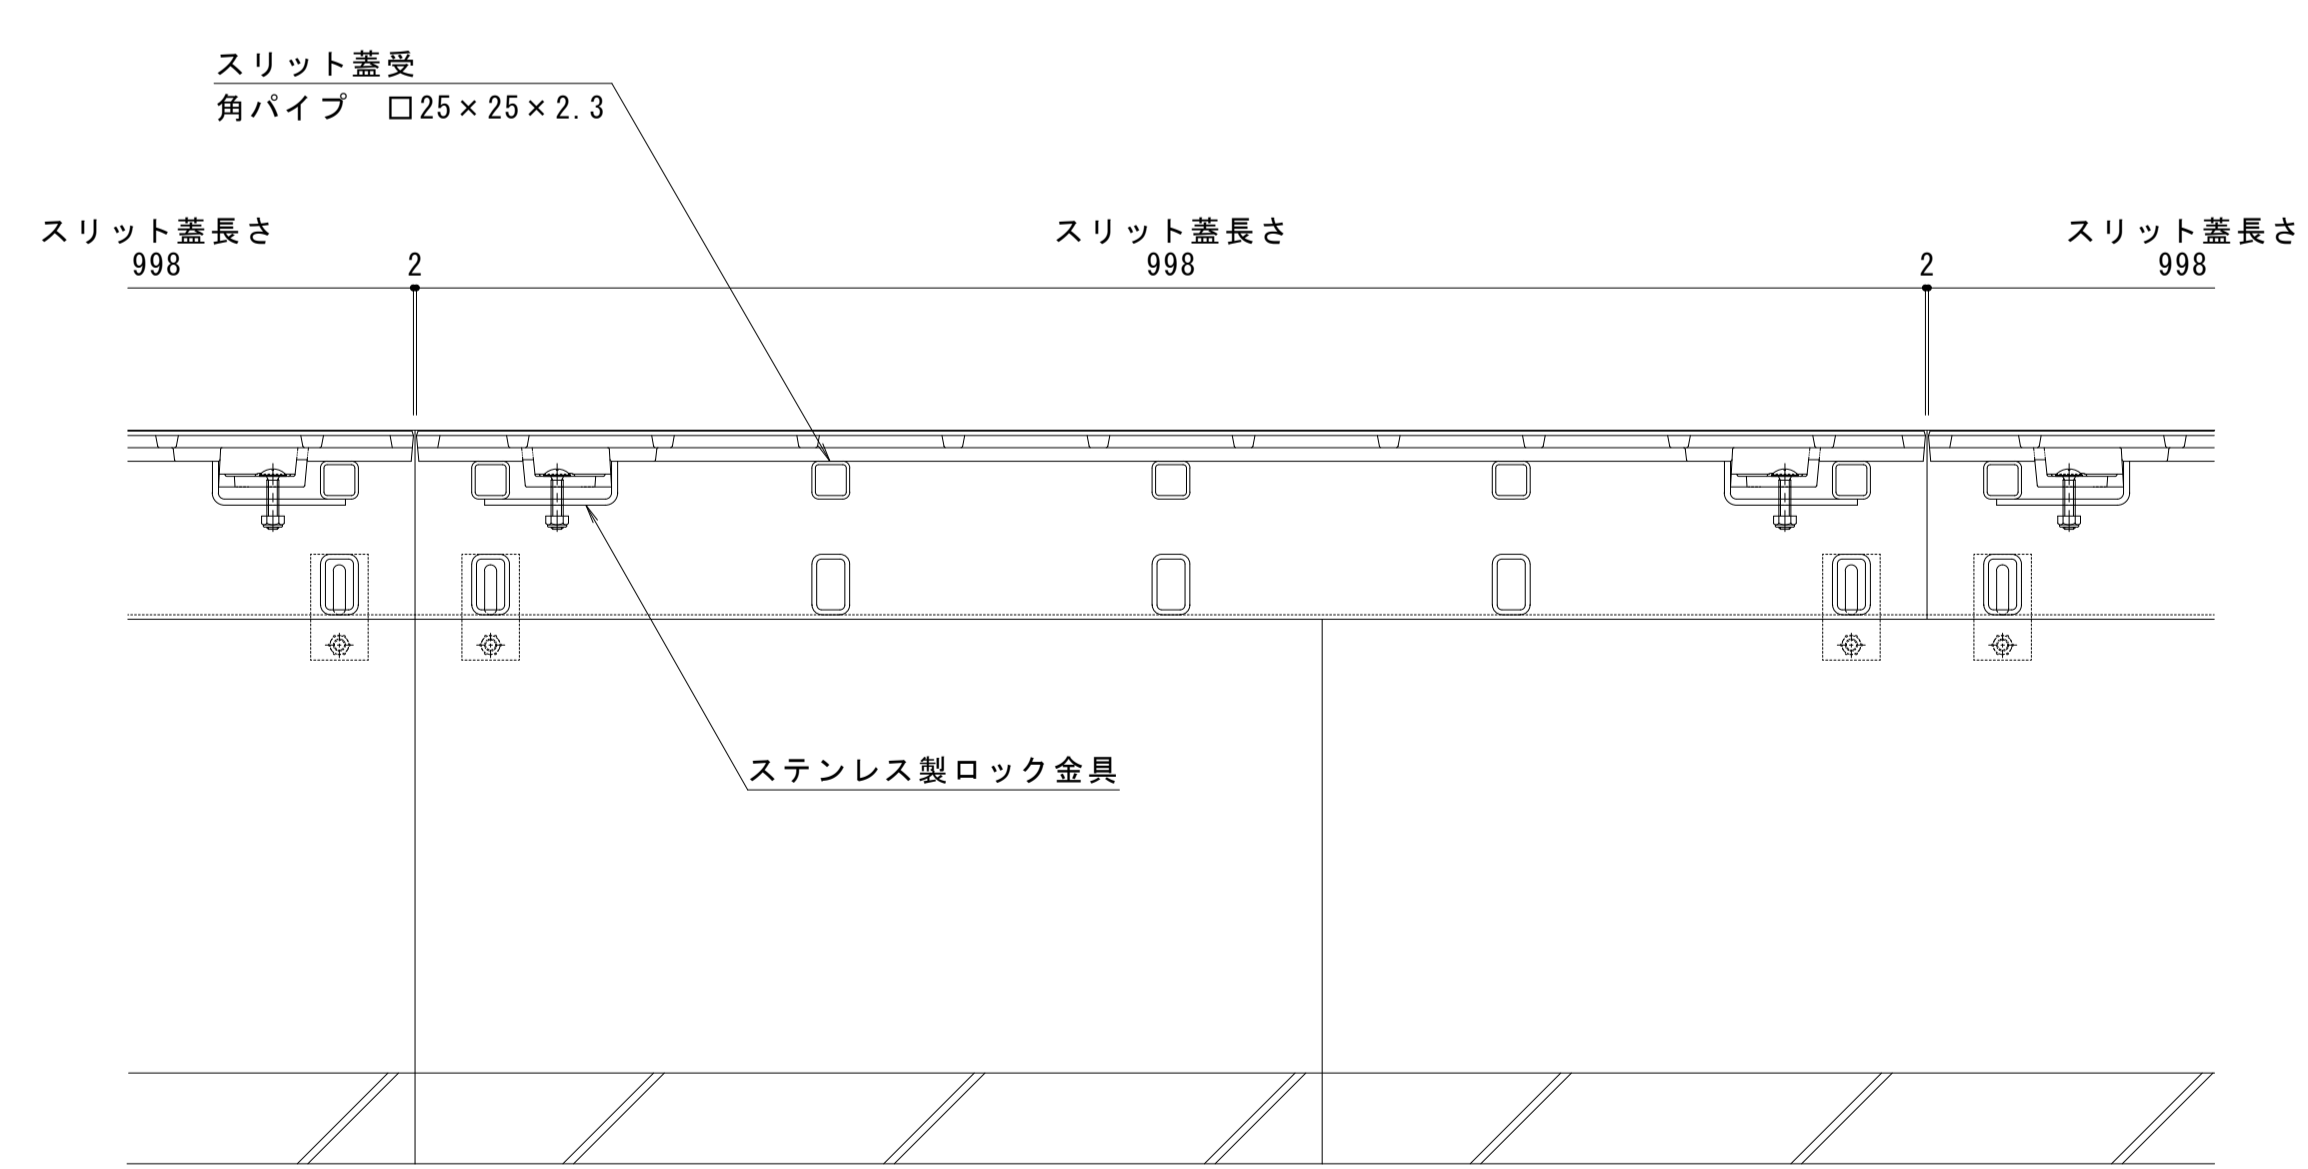 スリット蓋受
角パイプ　□25×25×2.3
スリット蓋長さ
998
2
スリット蓋長さ
998
2
スリット蓋長さ
998
ステンレス製ロック金具